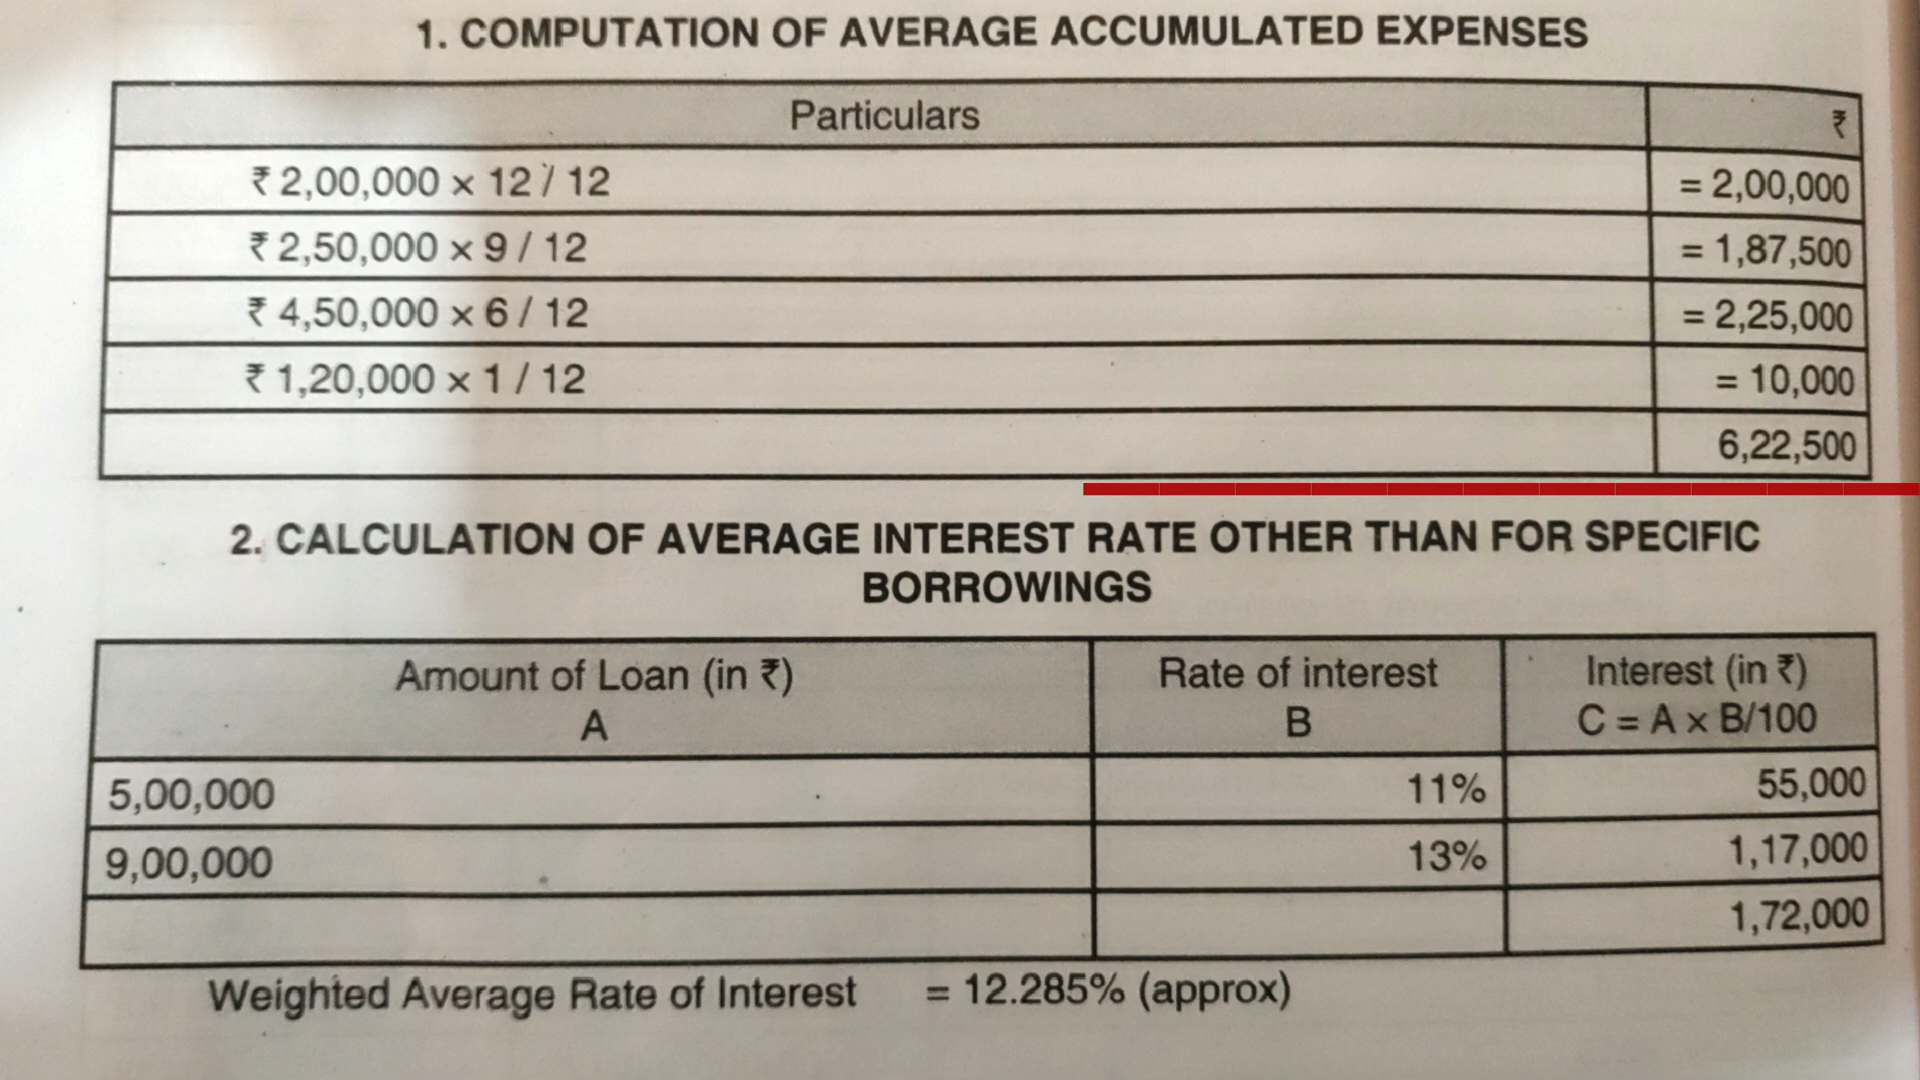 1. COMPUTATION OF AVERAGE ACCUMULATED EXPENSES
Particulars ₹
₹ 2,00,000 × 12 / 12 = 2,00,000
₹ 2,50,000 × 9 / 12 = 1,87,500
₹ 4,50,000 × 6 / 12 = 2,25,000
₹ 1,20,000 × 1 / 12 = 10,000
6,22,500
2. CALCULATION OF AVERAGE INTEREST RATE OTHER THAN FOR SPECIFIC
BORROWINGS
Amount of Loan (in ₹) Rate of interest Interest (in ₹)
A B C = A × B/100
5,00,000 11% 55,000
9,00,000 13% 1,17,000
1,72,000
Weighted Average Rate of Interest = 12.285% (approx)